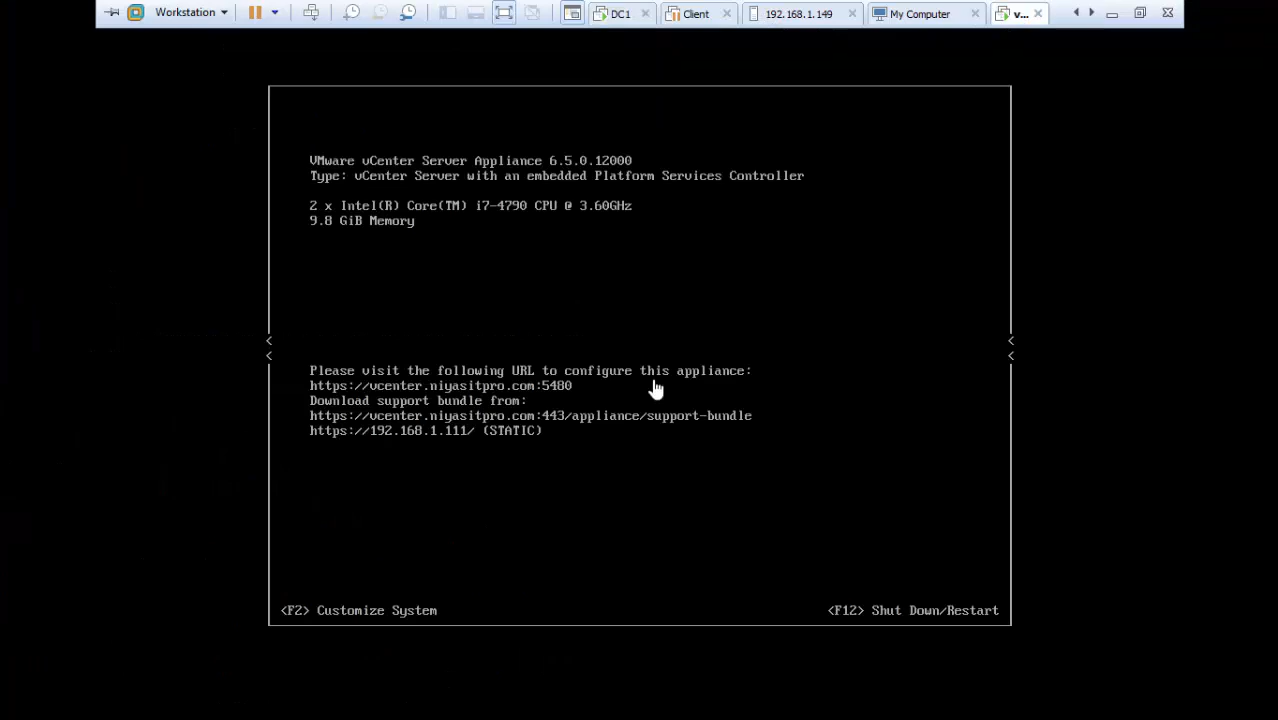 Workstation
DC1
Client
192.168.1.149
My Computer
v...
VMware vCenter Server Appliance 6.5.0.12000
Type: vCenter Server with an embedded Platform Services Controller
2 x Intel(R) Core(TM) i7-4790 CPU @ 3.60GHz
9.8 GiB Memory
Please visit the following URL to configure this appliance:
https://vcenter.niyasitpro.com:5480
Download support bundle from:
https://vcenter.niyasitpro.com:443/appliance/support-bundle
https://192.168.1.111/ (STATIC)
<F2> Customize System
<F12> Shut Down/Restart